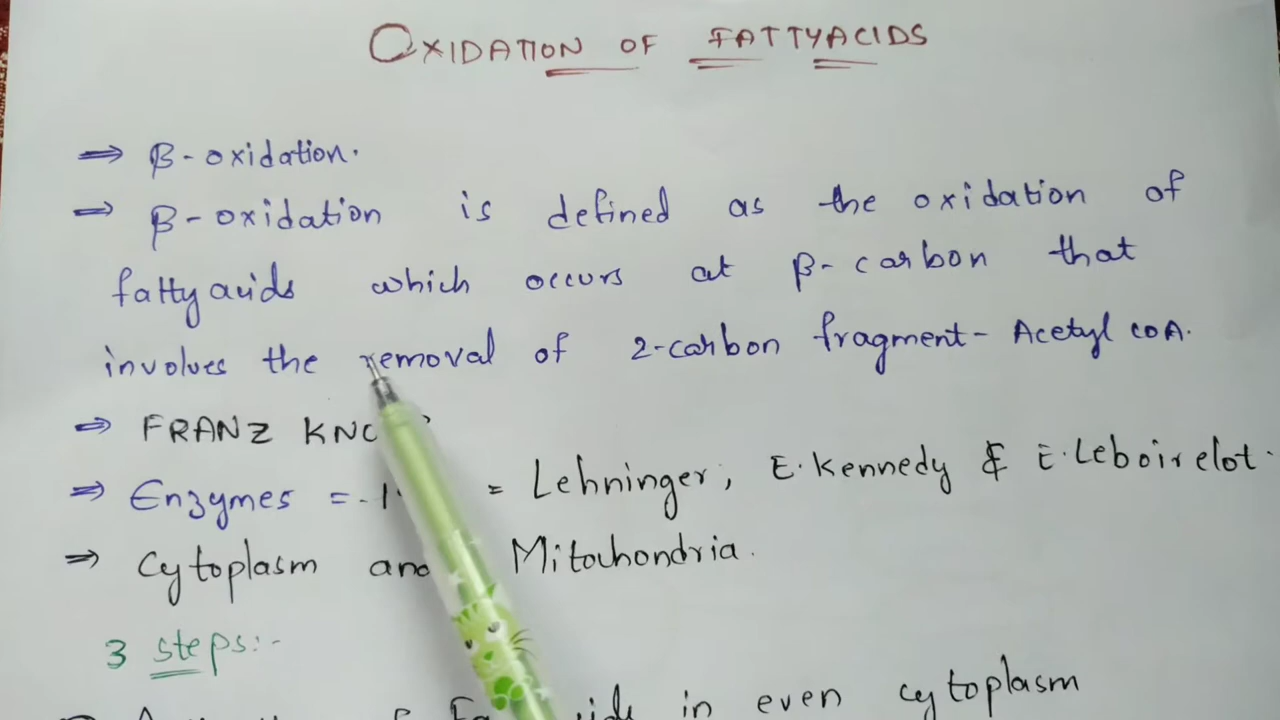 OXIDATION OF FATTYACIDS
⇒ β-oxidation.
⇒ β-oxidation is defined as the oxidation of
fatty acids which occurs at β-carbon that
involves the removal of 2-carbon fragment- Acetyl COA.
⇒ FRANZ
⇒ Enzymes = = Lehninger, E. Kennedy & E. Leboirelot.
⇒ Cytoplasm and Mitochondria.
3 steps:-
in even cytoplasm